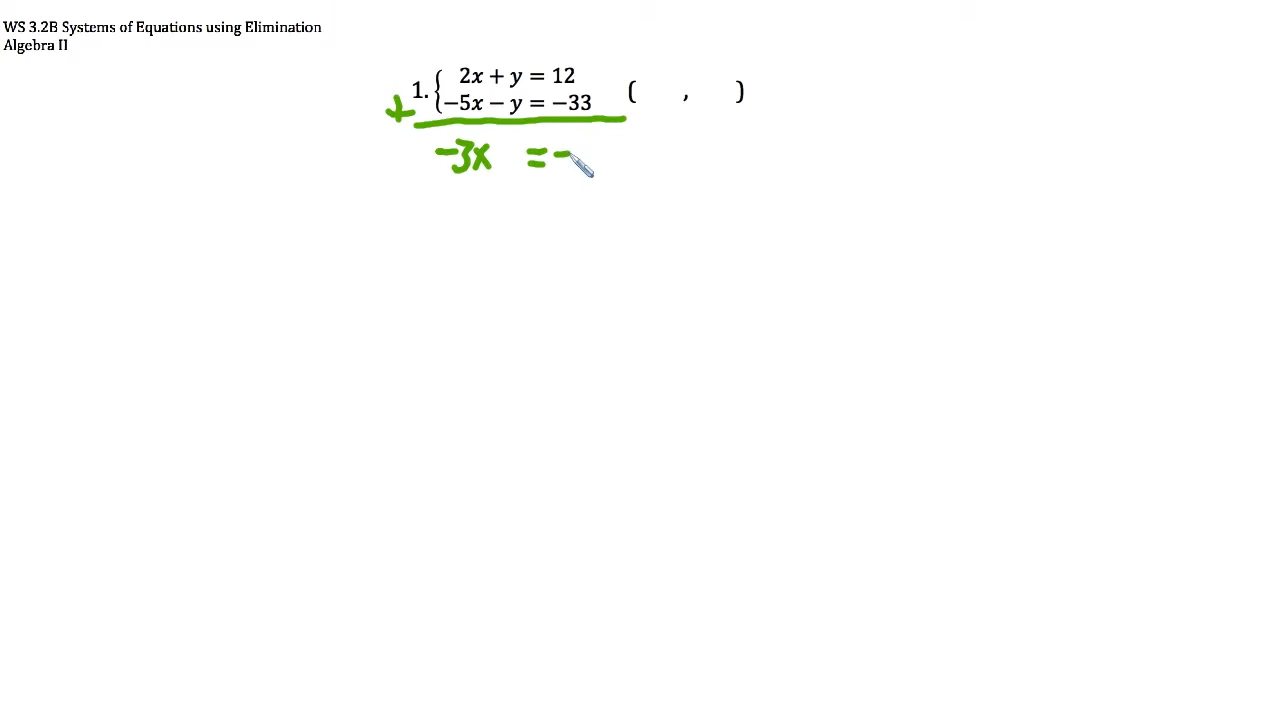 WS 3.2B Systems of Equations using Elimination
Algebra II
1. { 2x + y = 12 ( , )
+ −5x − y = −33
-3x = -